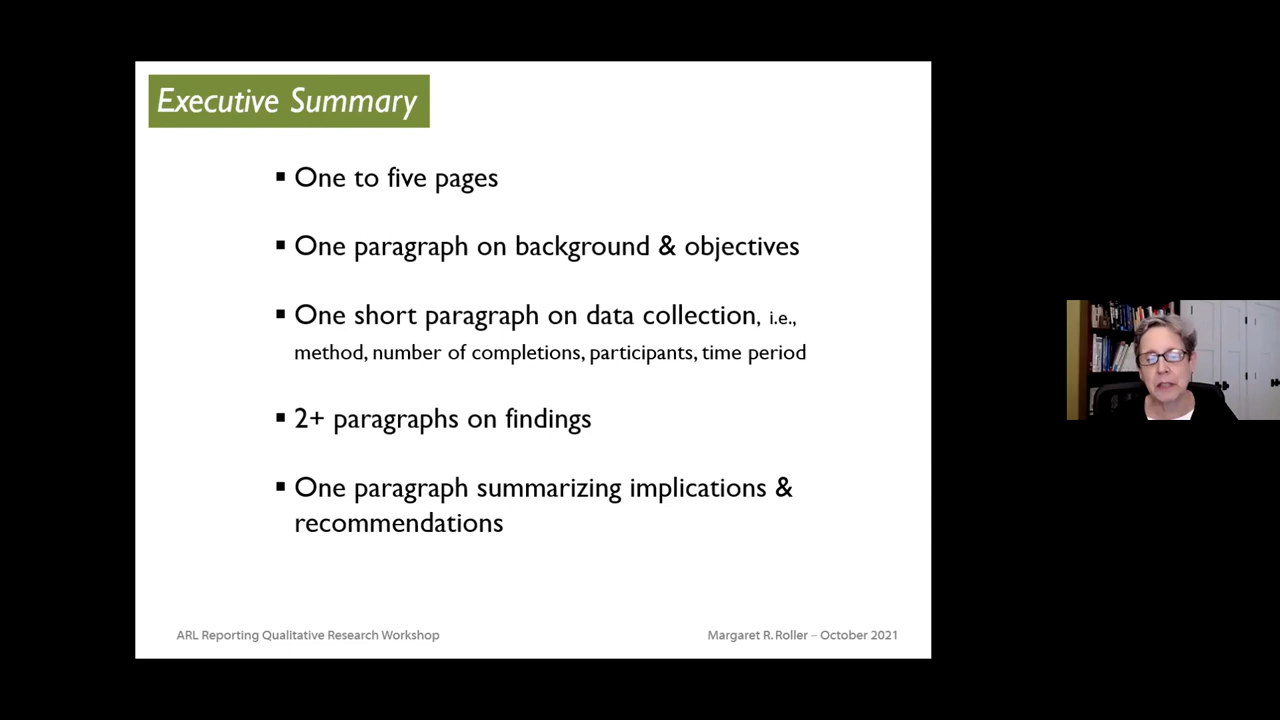 Executive Summary
▪ One to five pages
▪ One paragraph on background & objectives
▪ One short paragraph on data collection, i.e.,
method, number of completions, participants, time period
▪ 2+ paragraphs on findings
▪ One paragraph summarizing implications &
recommendations
ARL Reporting Qualitative Research Workshop
Margaret R. Roller – October 2021